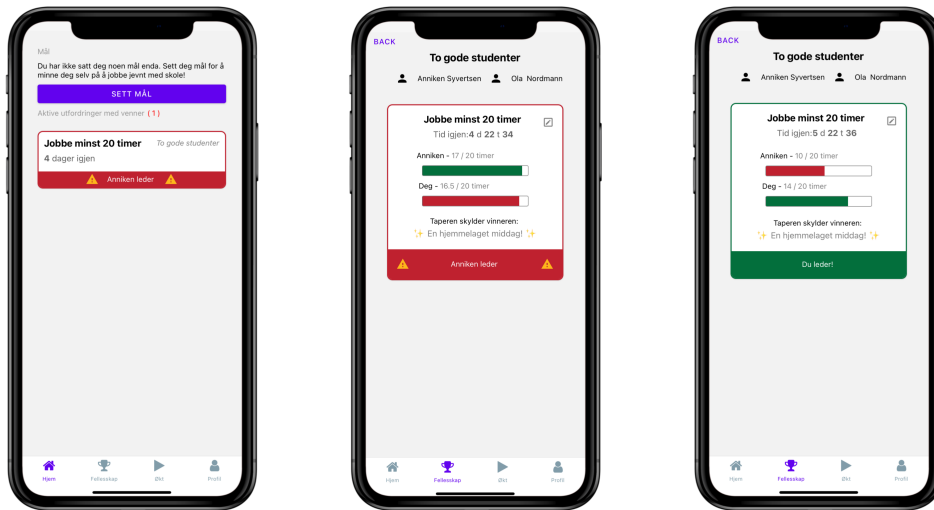 Mål
Du har ikke satt deg noen mål enda. Sett deg mål for å
minne deg selv på å jobbe jevnt med skole!
SETT MÅL
Aktive utfordringer med venner ( 1 )
Jobbe minst 20 timer To gode studenter
4 dager igjen
Anniken leder
Hjem Fellesskap Økt Profil
BACK
To gode studenter
Anniken Syvertsen Ola Nordmann
Jobbe minst 20 timer
Tid igjen:4 d 22 t 34
Anniken - 17 / 20 timer
Deg - 16.5 / 20 timer
Taperen skylder vinneren:
✨ En hjemmelaget middag! ✨
Anniken leder
Hjem Fellesskap Økt Profil
BACK
To gode studenter
Anniken Syvertsen Ola Nordmann
Jobbe minst 20 timer
Tid igjen:5 d 22 t 36
Anniken - 10 / 20 timer
Deg - 14 / 20 timer
Taperen skylder vinneren:
✨ En hjemmelaget middag! ✨
Du leder!
Hjem Fellesskap Økt Profil